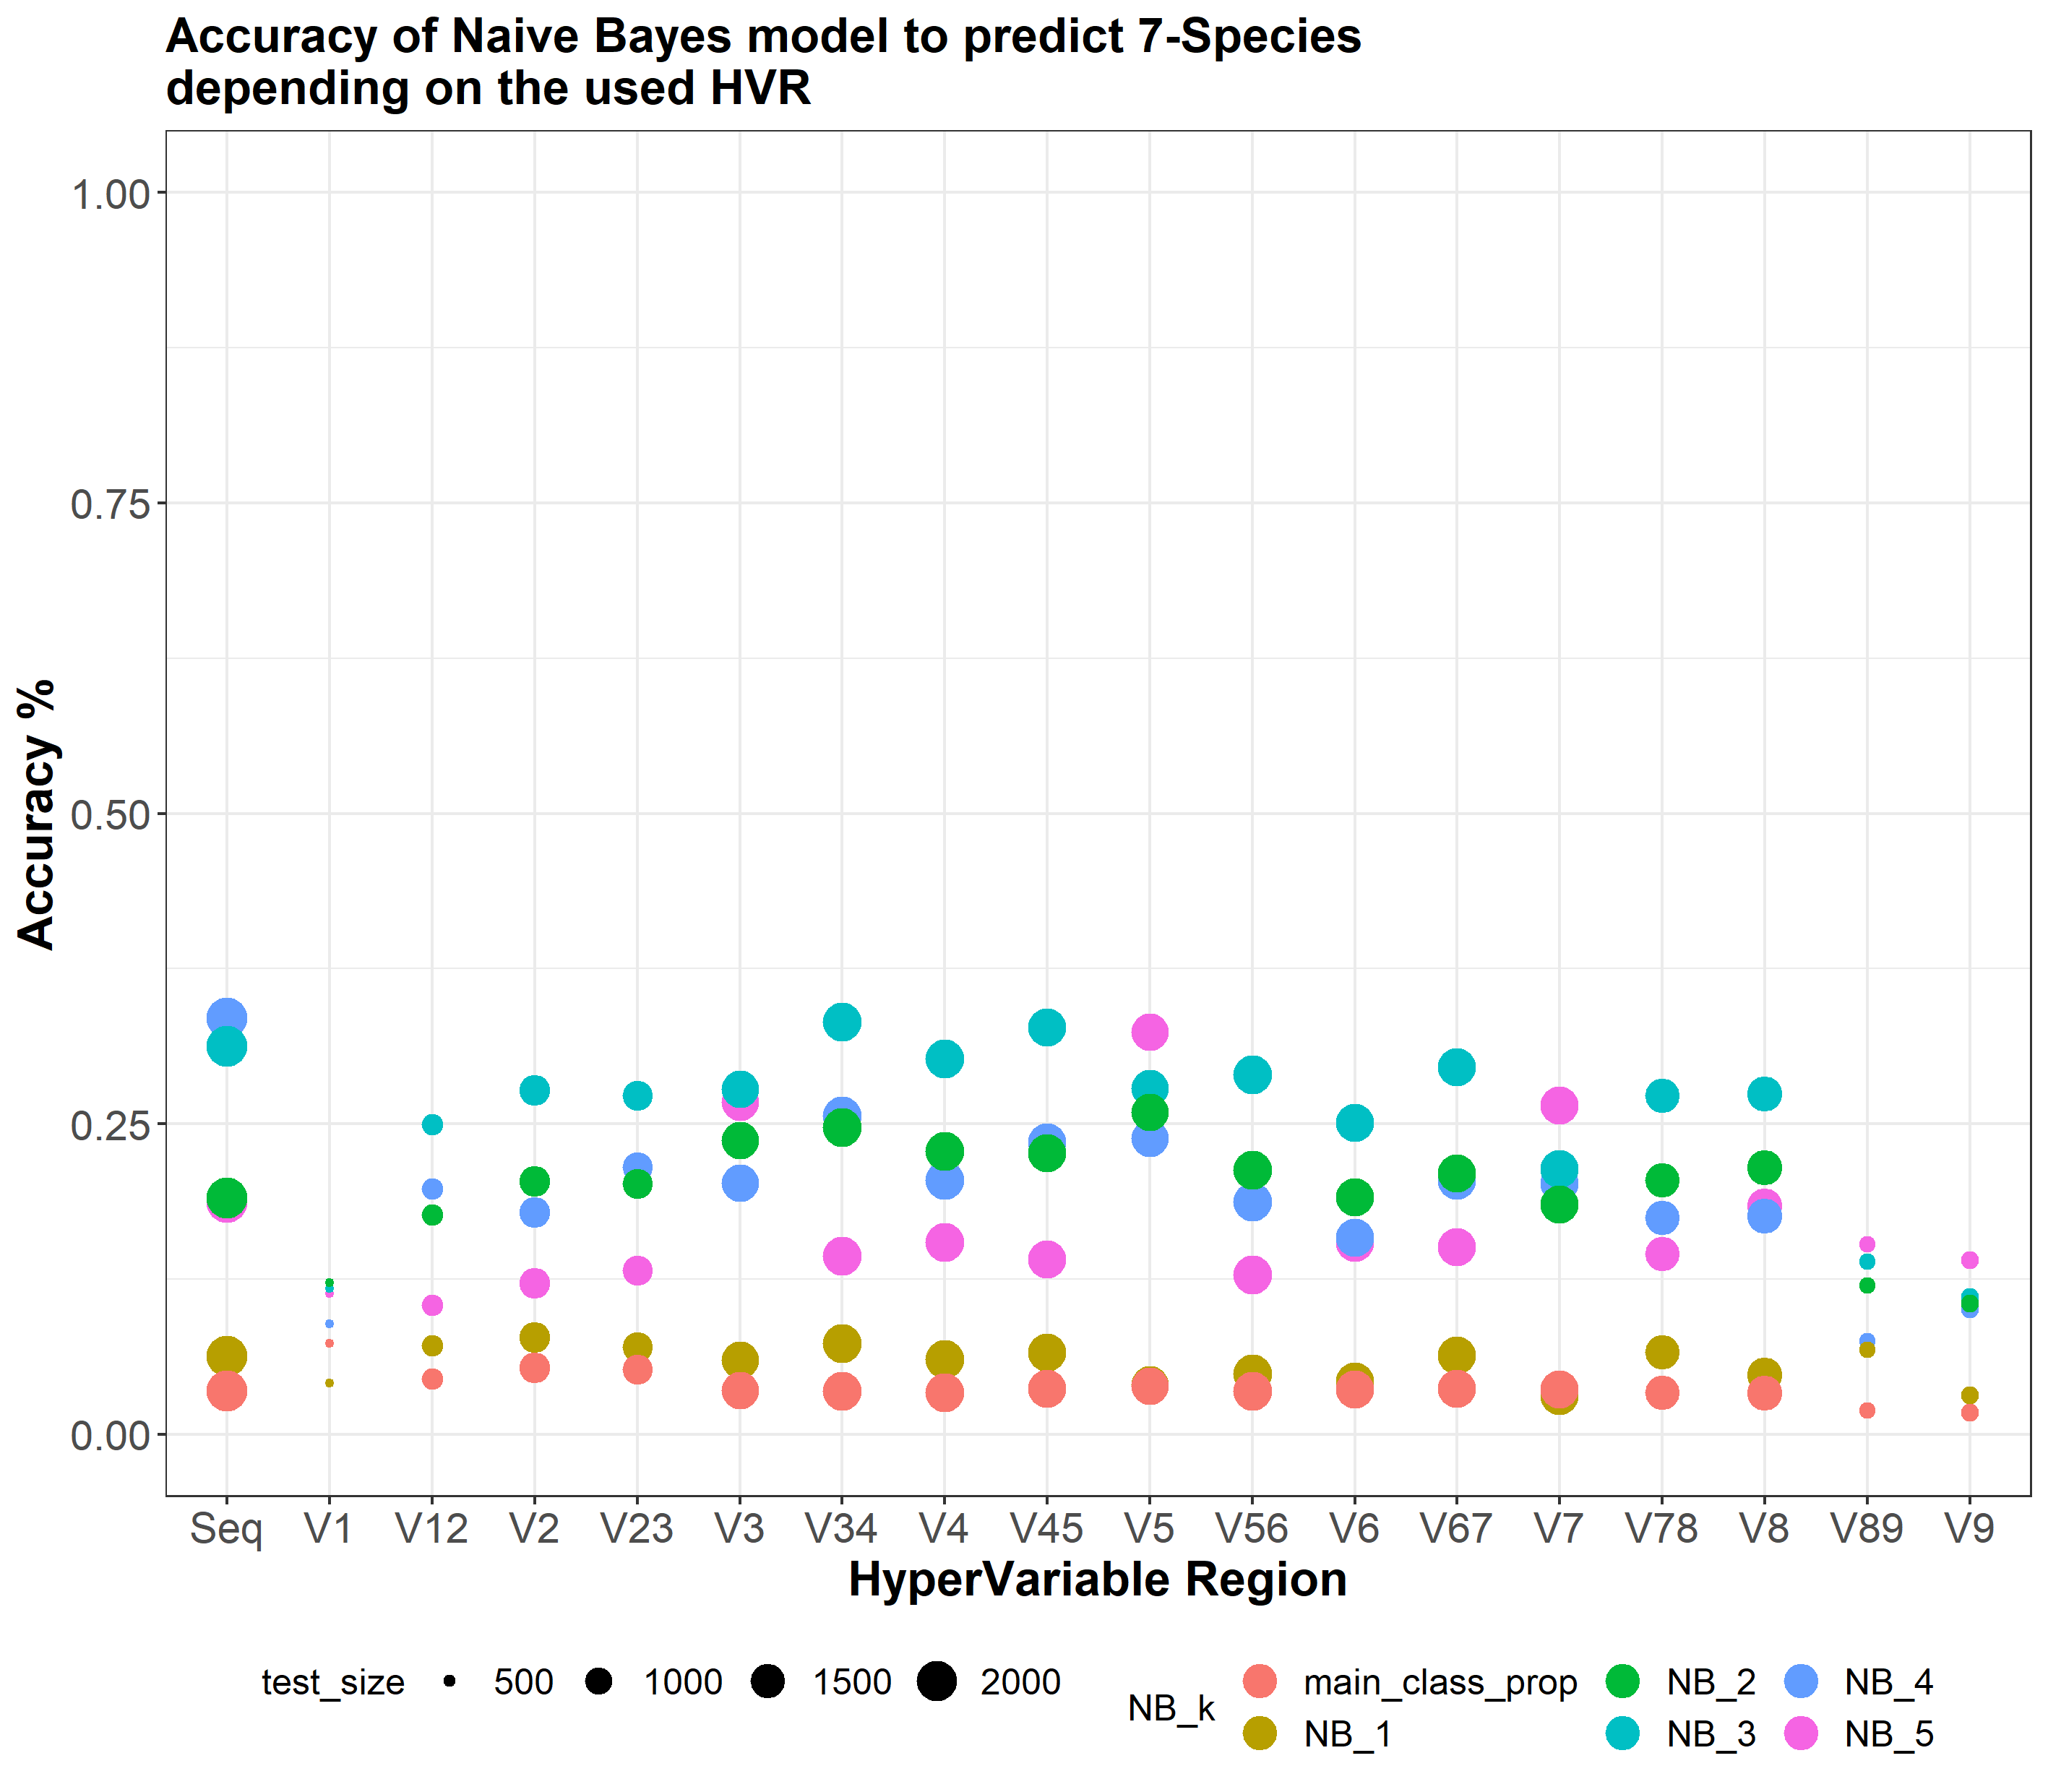 Accuracy of Naive Bayes model to predict 7-Species
depending on the used HVR
Accuracy %
1.00
0.75
0.50
0.25
0.00
Seq V1 V12 V2 V23 V3 V34 V4 V45 V5 V56 V6 V67 V7 V78 V8 V89 V9
HyperVariable Region
test_size 500 1000 1500 2000
NB_k
main_class_prop NB_2 NB_4
NB_1 NB_3 NB_5